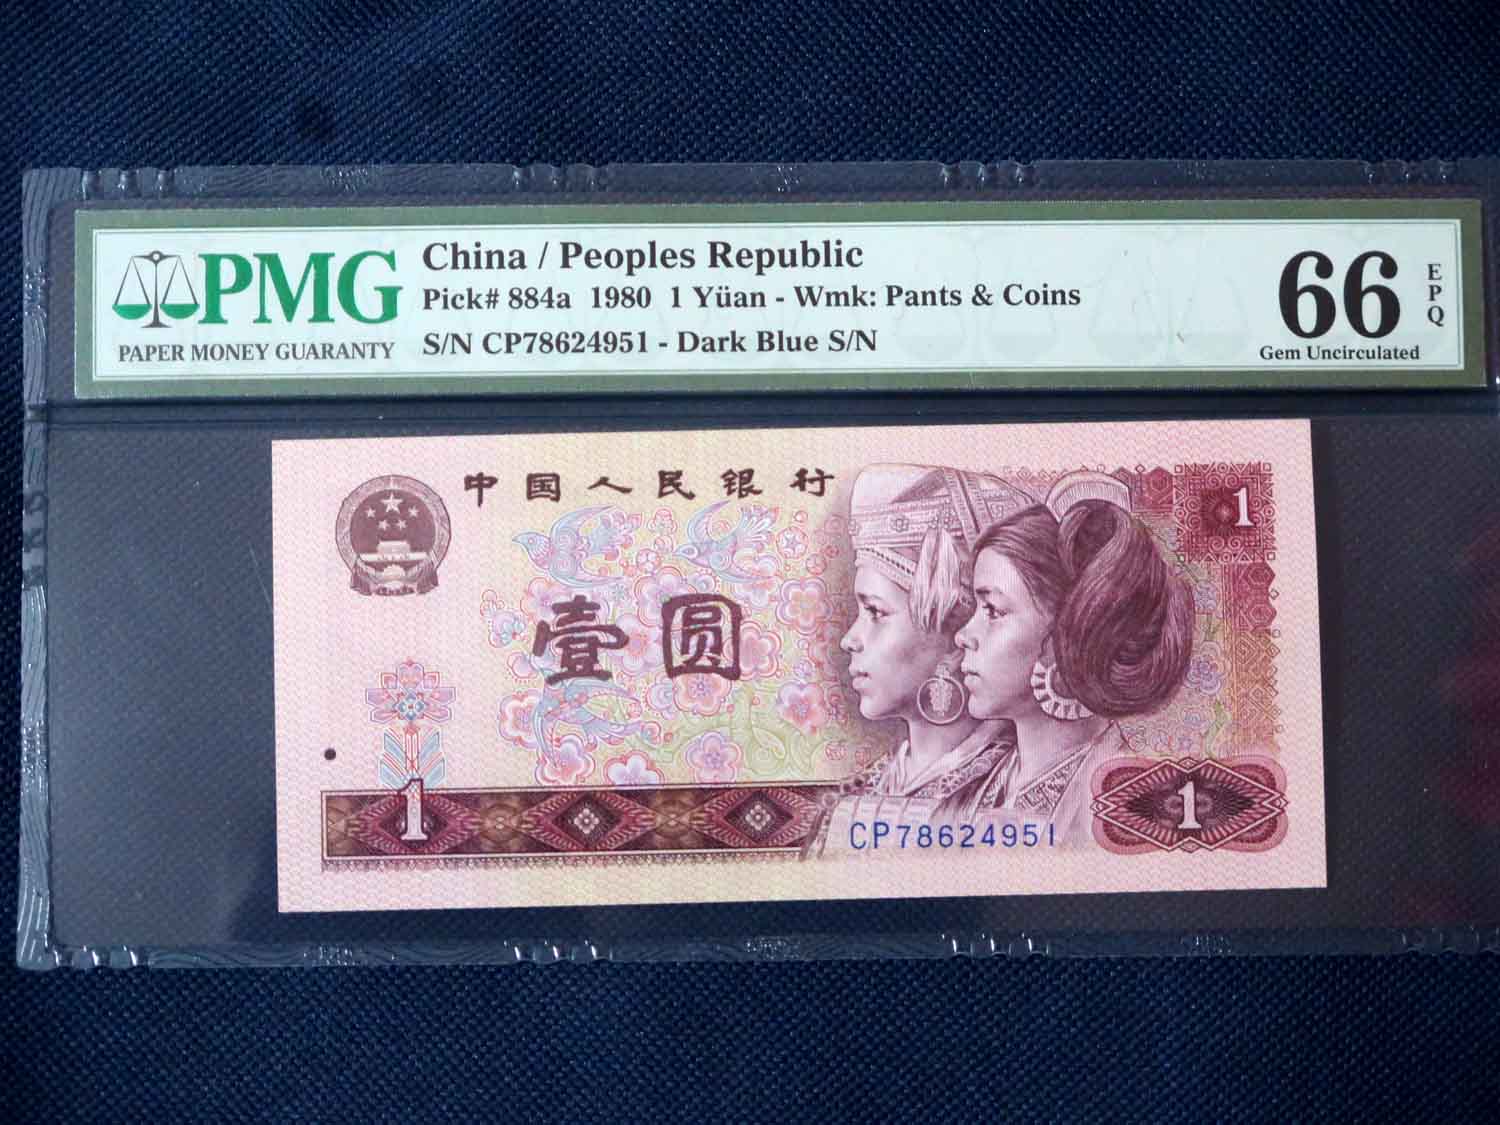 PMG
PAPER MONEY GUARANTY
China / Peoples Republic
Pick# 884a 1980 1 Yüan - Wmk: Pants & Coins
S/N CP78624951 - Dark Blue S/N
66
EPQ
Gem Uncirculated
中国人民银行
1
壹圆
1
CP78624951
1